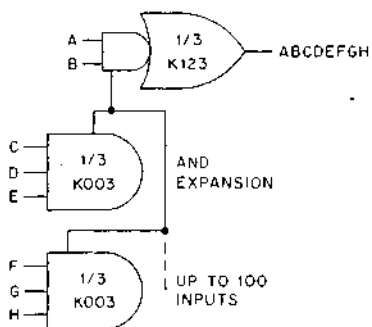 A
B
1/3
K123
ABCDEFGH
C
D
E
1/3
K003
AND
EXPANSION
F
G
H
1/3
K003
UP TO 100
INPUTS